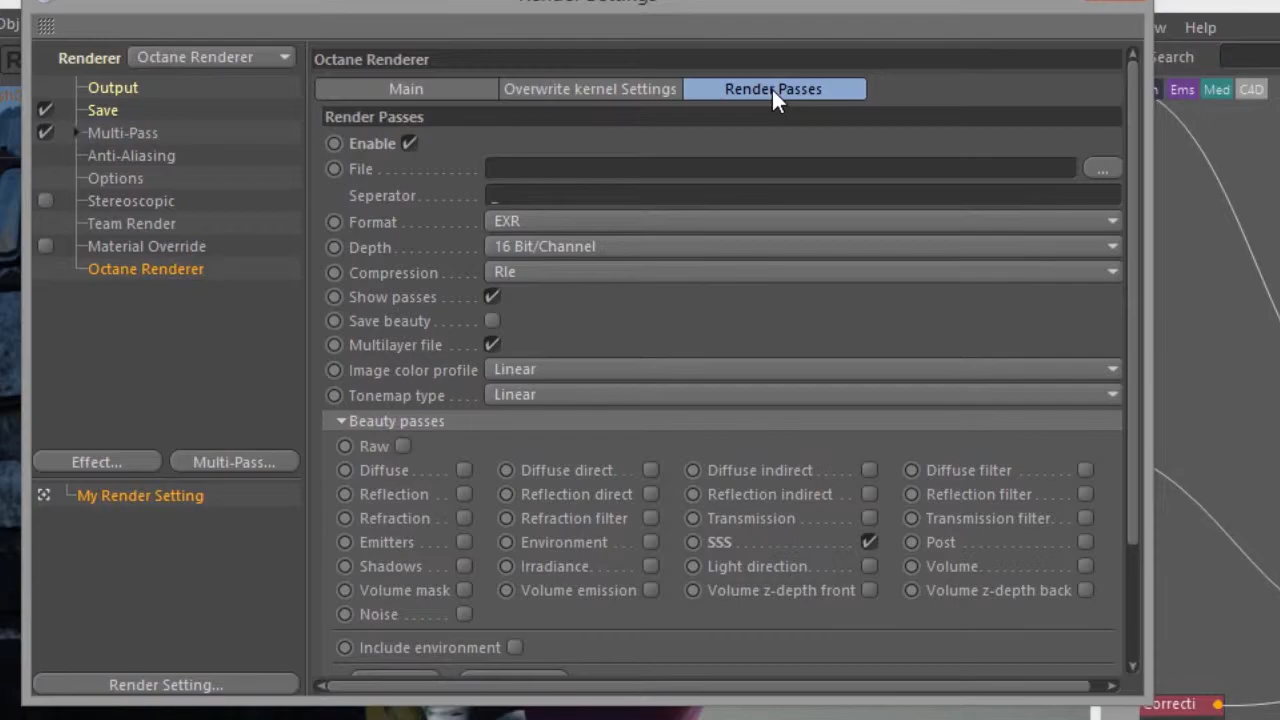 Render Settings
Obj
Help
Renderer Octane Renderer
Octane Renderer
Search
Output
Main Overwrite kernel Settings Render Passes
Ems Med C4D
Save
Render Passes
Multi-Pass
Enable
Anti-Aliasing
File ...
Options
Seperator _
Stereoscopic
Format EXR
Team Render
Depth 16 Bit/Channel
Material Override
Compression Rle
Octane Renderer
Show passes
Save beauty
Multilayer file
Image color profile Linear
Tonemap type Linear
Beauty passes
Raw
Effect... Multi-Pass...
Diffuse Diffuse direct Diffuse indirect Diffuse filter
My Render Setting
Reflection Reflection direct Reflection indirect Reflection filter
Refraction Refraction filter Transmission Transmission filter
Emitters Environment SSS Post
Shadows Irradiance Light direction Volume
Volume mask Volume emission Volume z-depth front Volume z-depth back
Noise
Include environment
Render Setting...
Correcti